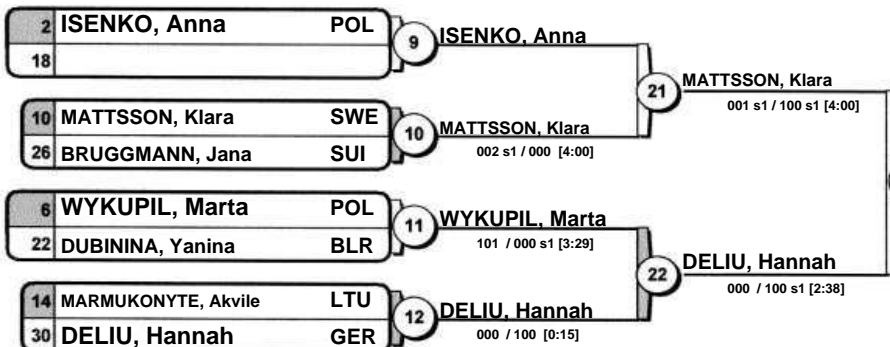 2 ISENKO, Anna POL
18
9
ISENKO, Anna
10 MATTSSON, Klara SWE
26 BRUGGMANN, Jana SUI
10
MATTSSON, Klara
002 s1 / 000 [4:00]
21
MATTSSON, Klara
001 s1 / 100 s1 [4:00]
6 WYKUPIL, Marta POL
22 DUBININA, Yanina BLR
11
WYKUPIL, Marta
101 / 000 s1 [3:29]
14 MARMUKONYTE, Akvile LTU
30 DELIU, Hannah GER
12
DELIU, Hannah
000 / 100 [0:15]
22
DELIU, Hannah
000 / 100 s1 [2:38]